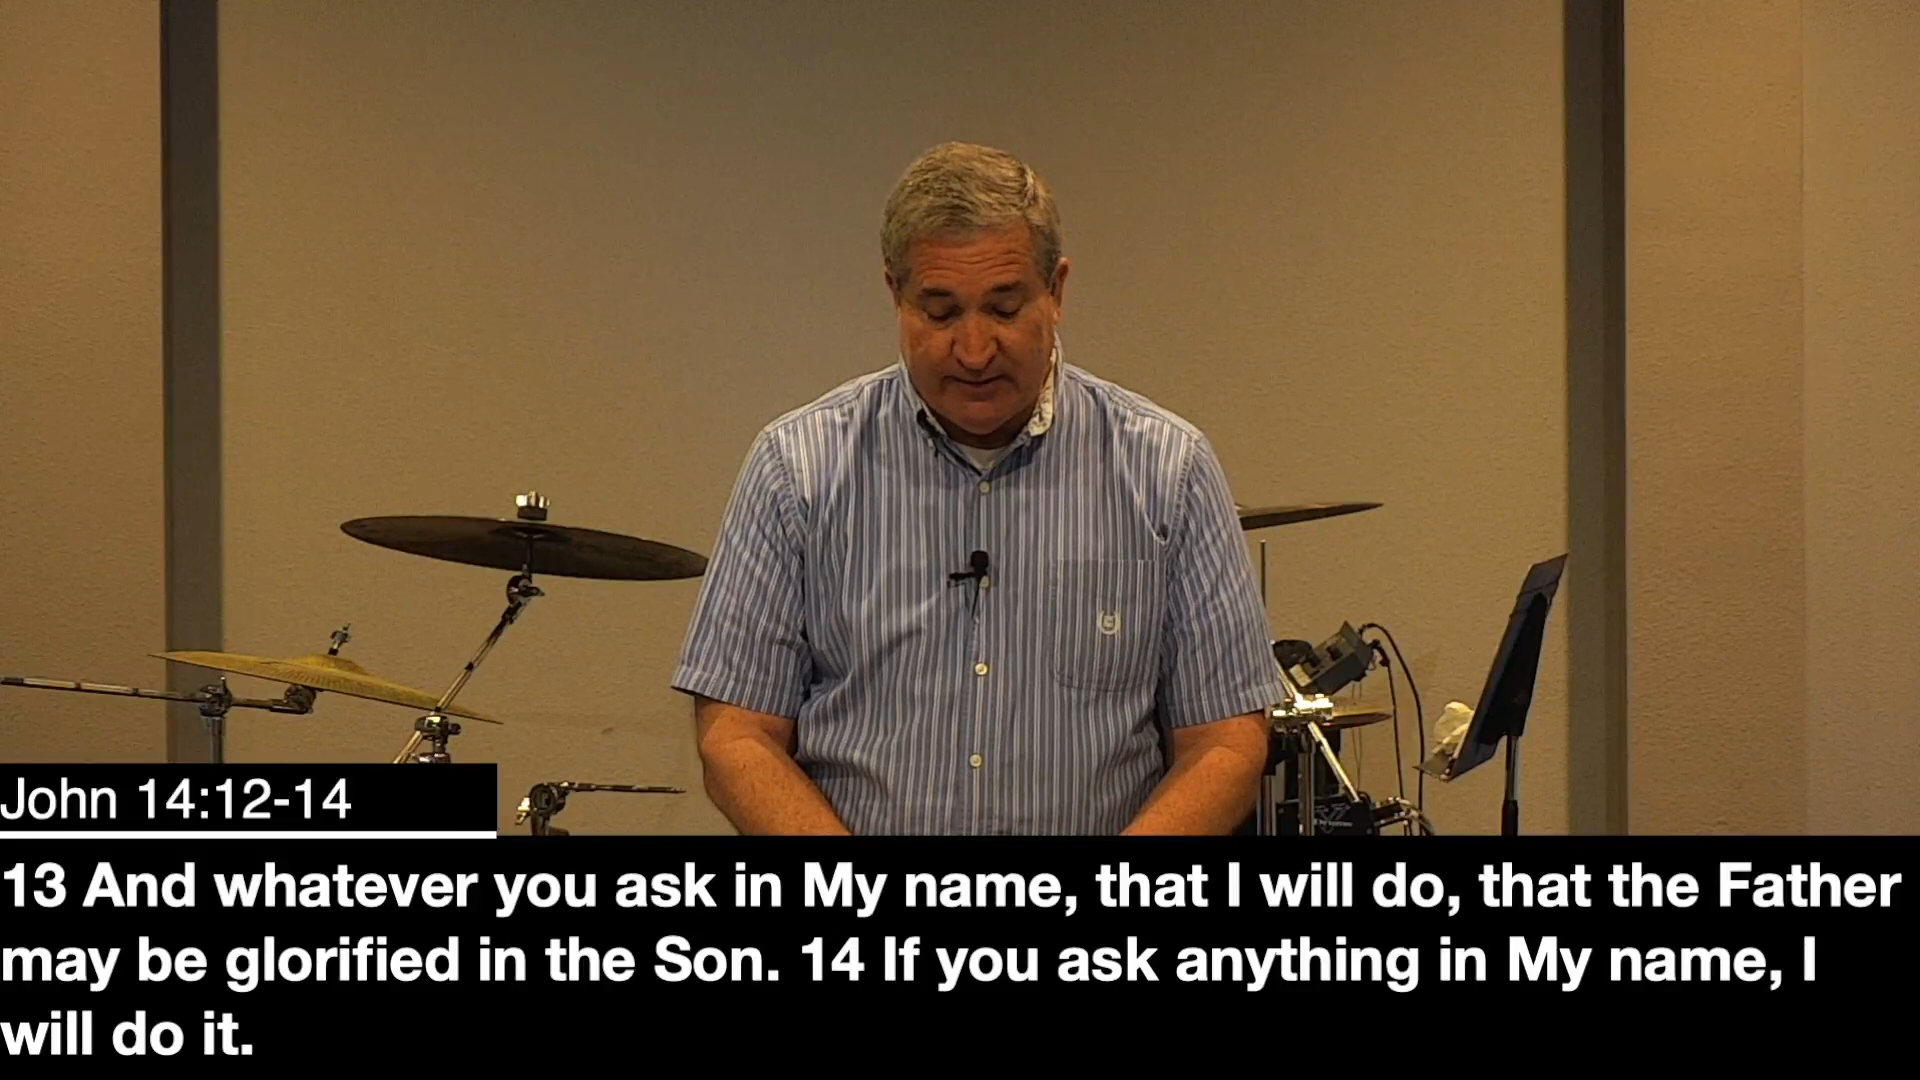 John 14:12-14
13 And whatever you ask in My name, that I will do, that the Father
may be glorified in the Son. 14 If you ask anything in My name, I
will do it.